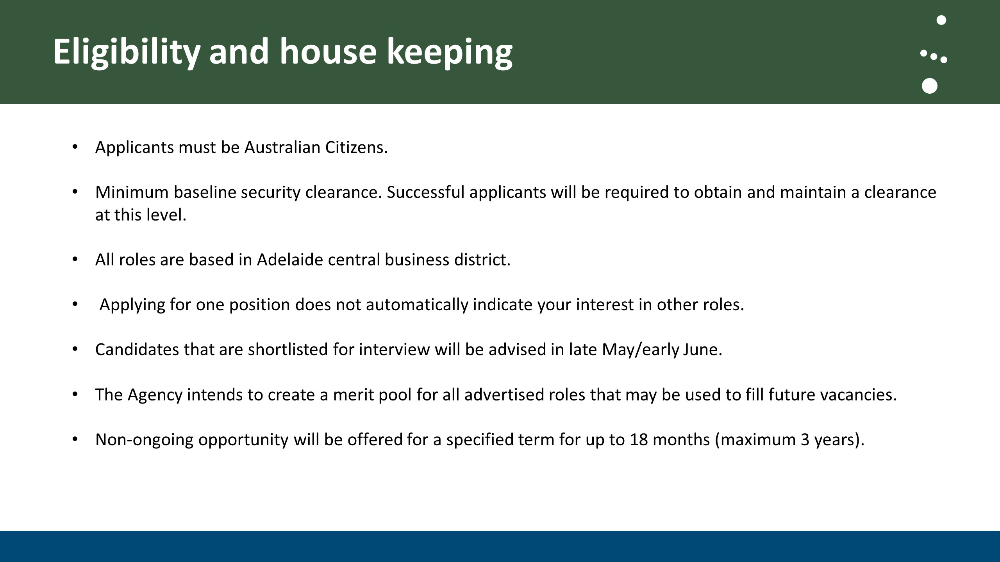 Eligibility and house keeping
• Applicants must be Australian Citizens.
• Minimum baseline security clearance. Successful applicants will be required to obtain and maintain a clearance
at this level.
• All roles are based in Adelaide central business district.
• Applying for one position does not automatically indicate your interest in other roles.
• Candidates that are shortlisted for interview will be advised in late May/early June.
• The Agency intends to create a merit pool for all advertised roles that may be used to fill future vacancies.
• Non-ongoing opportunity will be offered for a specified term for up to 18 months (maximum 3 years).